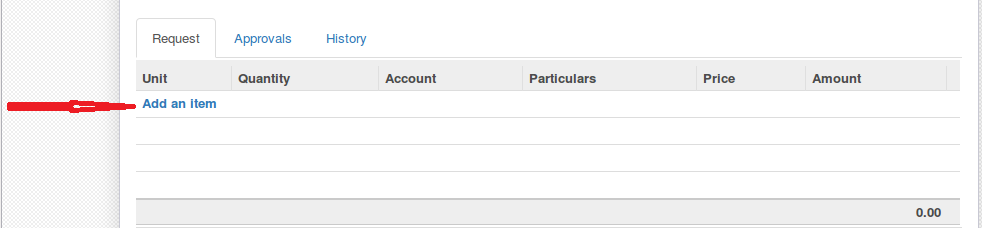 Request Approvals History
Unit Quantity Account Particulars Price Amount
Add an item
0.00